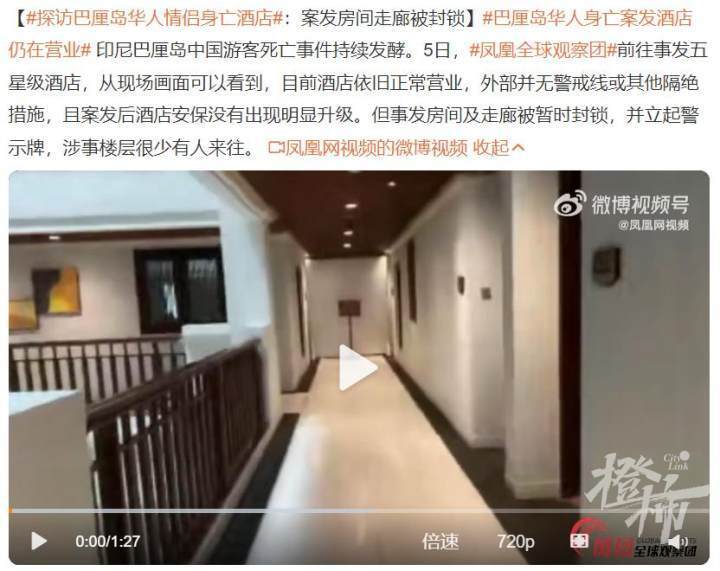 【#探访巴厘岛华人情侣身亡酒店#：案发房间走廊被封锁】#巴厘岛华人身亡案发酒店
仍在营业# 印尼巴厘岛中国游客死亡事件持续发酵。5日，#凤凰全球观察团#前往事发五
星级酒店，从现场画面可以看到，目前酒店依旧正常营业，外部并无警戒线或其他隔绝
措施，且案发后酒店安保没有出现明显升级。但事发房间及走廊被暂时封锁，并立起警
示牌，涉事楼层很少有人来往。 凤凰网视频的微博视频 收起
微博视频号
@凤凰网视频
City Link
橙柿
0:00/1:27
倍速
720p
全球观察团